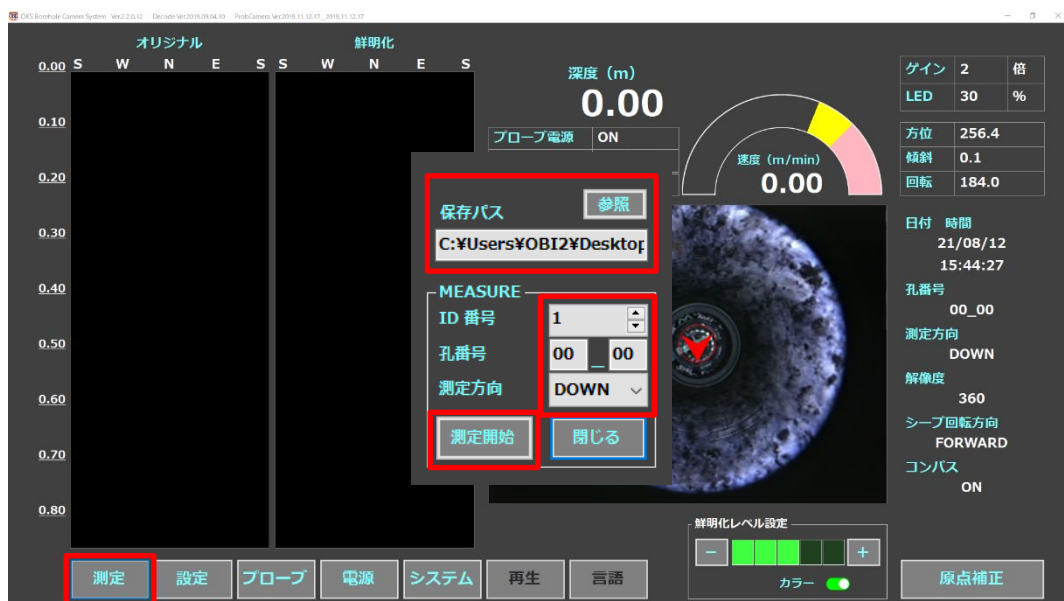 OKS Borehole Camera System Ver.2.2.0.12 Decode Ver.2019.09.04.10 ProbCamera Ver.2019.11.12.17_2019.11.12.17
オリジナル 鮮明化
S W N E S S W N E S
0.00
0.10
0.20
0.30
0.40
0.50
0.60
0.70
0.80
深度 (m)
0.00
プローブ電源 ON
速度 (m/min)
0.00
保存パス 参照
C:¥Users¥OBI2¥Desktop
MEASURE
ID 番号 1
孔番号 00 _ 00
測定方向 DOWN
測定開始 閉じる
ゲイン 2 倍
LED 30 %
方位 256.4
傾斜 0.1
回転 184.0
日付 時間
21/08/12
15:44:27
孔番号
00_00
測定方向
DOWN
解像度
360
シーブ回転方向
FORWARD
コンパス
ON
鮮明化レベル設定
－ ＋
カラー
測定 設定 プローブ 電源 システム 再生 言語 原点補正